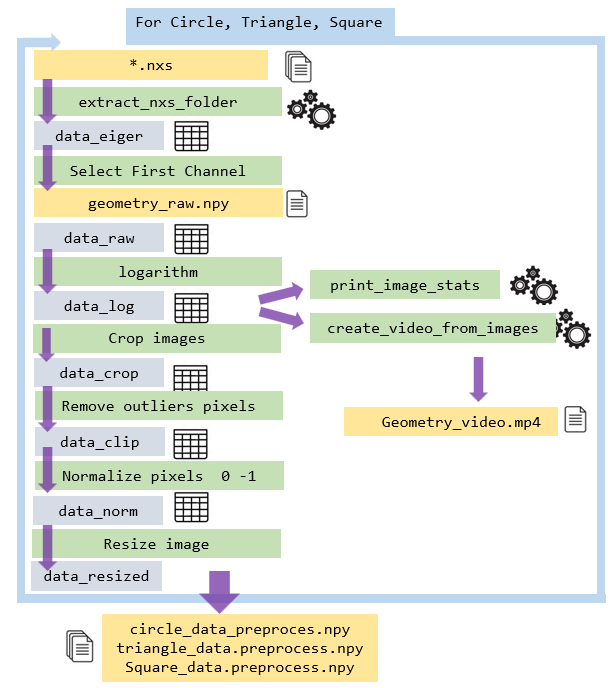 For Circle, Triangle, Square
*.nxs
extract_nxs_folder
data_eiger
Select First Channel
geometry_raw.npy
data_raw
logarithm
data_log
print_image_stats
create_video_from_images
Crop images
data_crop
Remove outliers pixels
Geometry_video.mp4
data_clip
Normalize pixels 0 -1
data_norm
Resize image
data_resized
circle_data_preproces.npy
triangle_data.preprocess.npy
Square_data.preprocess.npy